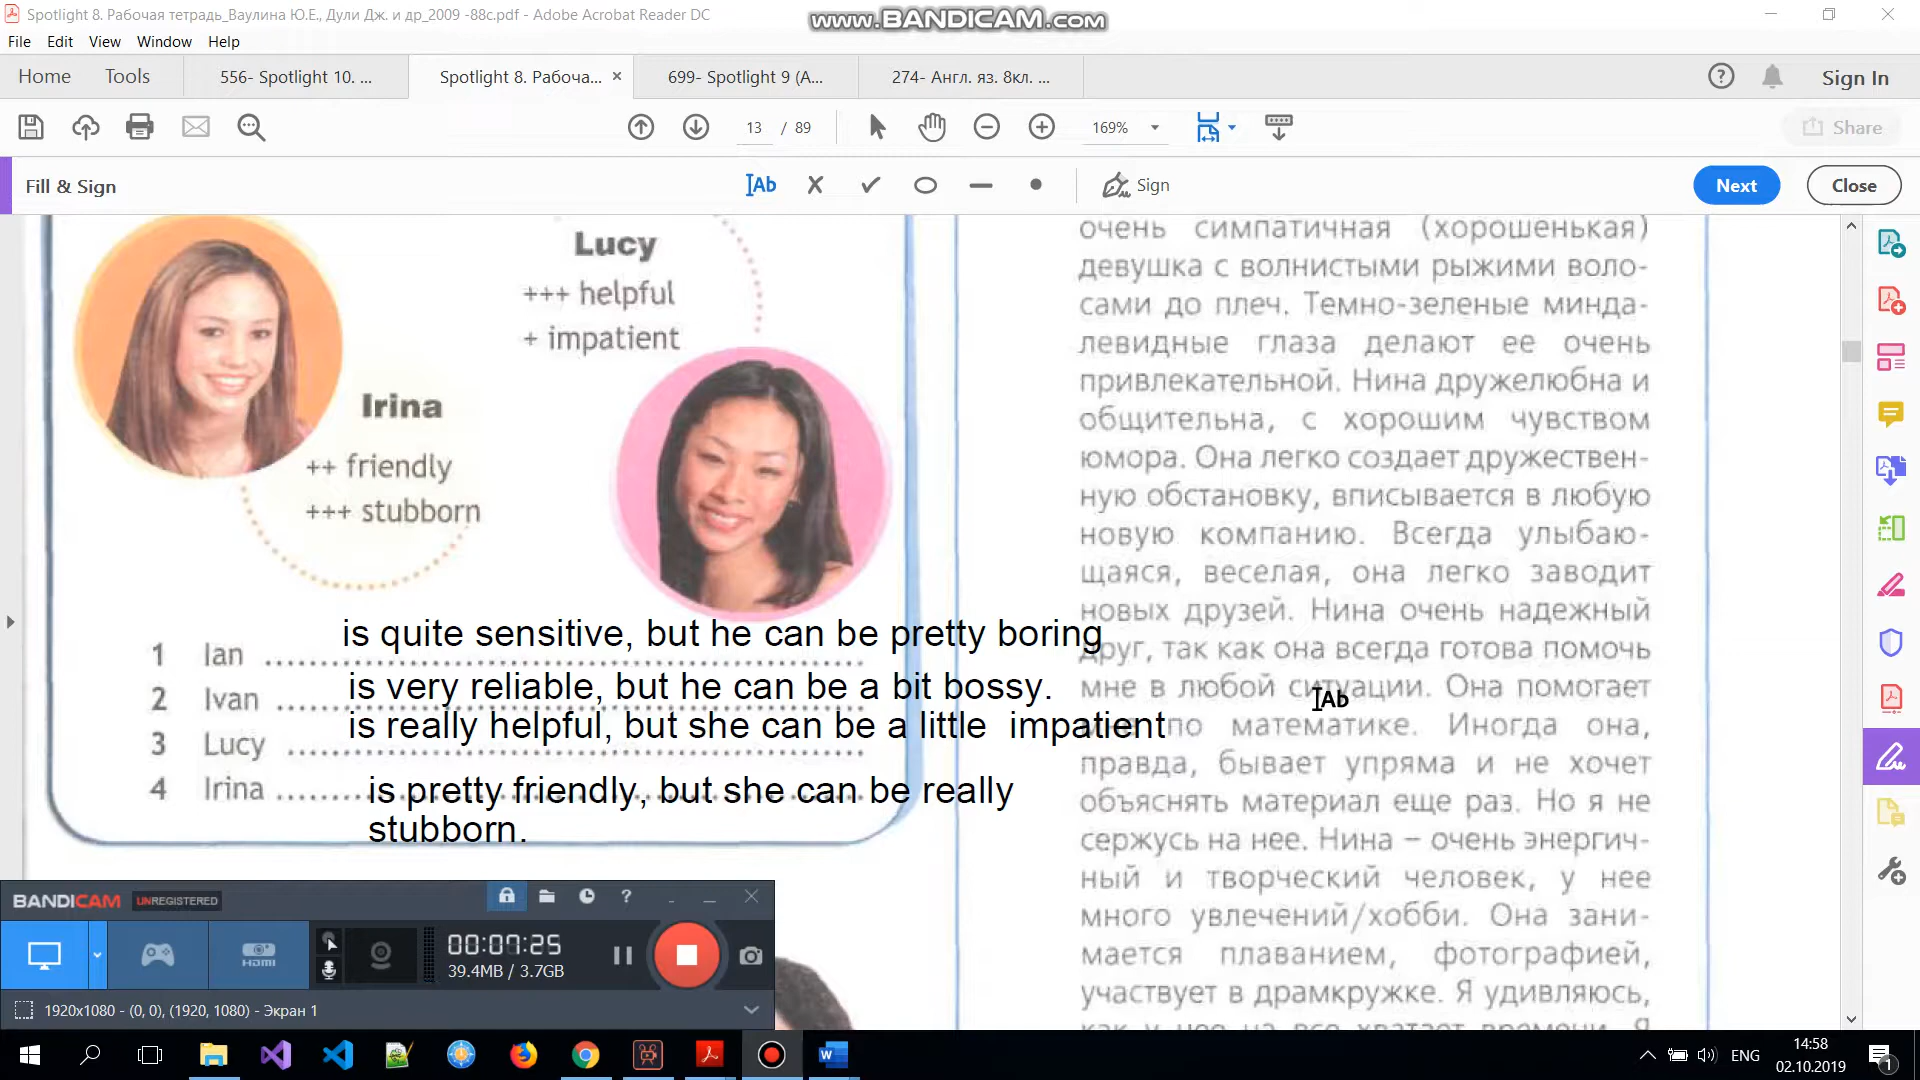 Spotlight 8. Рабочая тетрадь_Ваулина Ю.Е., Дули Дж. и др_2009 -88с.pdf - Adobe Acrobat Reader DC
www.BANDICAM.com
File Edit View Window Help
Home Tools 556- Spotlight 10. ... Spotlight 8. Рабоча... × 699- Spotlight 9 (A... 274- Англ. яз. 8кл. ... Sign In
13 / 89 169% Share
Fill & Sign Ab Sign Next Close
Lucy
+++ helpful
+ impatient
Irina
++ friendly
+++ stubborn
1 Ian is quite sensitive, but he can be pretty boring
2 Ivan is very reliable, but he can be a bit bossy.
3 Lucy is really helpful, but she can be a little impatient
4 Irina is pretty friendly, but she can be really
stubborn.
очень симпатичная (хорошенькая)
девушка с волнистыми рыжими воло-
сами до плеч. Темно-зеленые минда-
левидные глаза делают ее очень
привлекательной. Нина дружелюбна и
общительна, с хорошим чувством
юмора. Она легко создает дружествен-
ную обстановку, вписывается в любую
новую компанию. Всегда улыбаю-
щаяся, веселая, она легко заводит
новых друзей. Нина очень надежный
друг, так как она всегда готова помочь
мне в любой ситуации. Она помогает
по математике. Иногда она,
правда, бывает упряма и не хочет
объяснять материал еще раз. Но я не
сержусь на нее. Нина – очень энергич-
ный и творческий человек, у нее
много увлечений/хобби. Она зани-
мается плаванием, фотографией,
участвует в драмкружке. Я удивляюсь,
как у нее на все хватает времени. Я
Ab
BANDICAM UNREGISTERED
HDMI 00:07:25
39.4MB / 3.7GB
1920x1080 - (0, 0), (1920, 1080) - Экран 1
ENG 14:58
02.10.2019 1